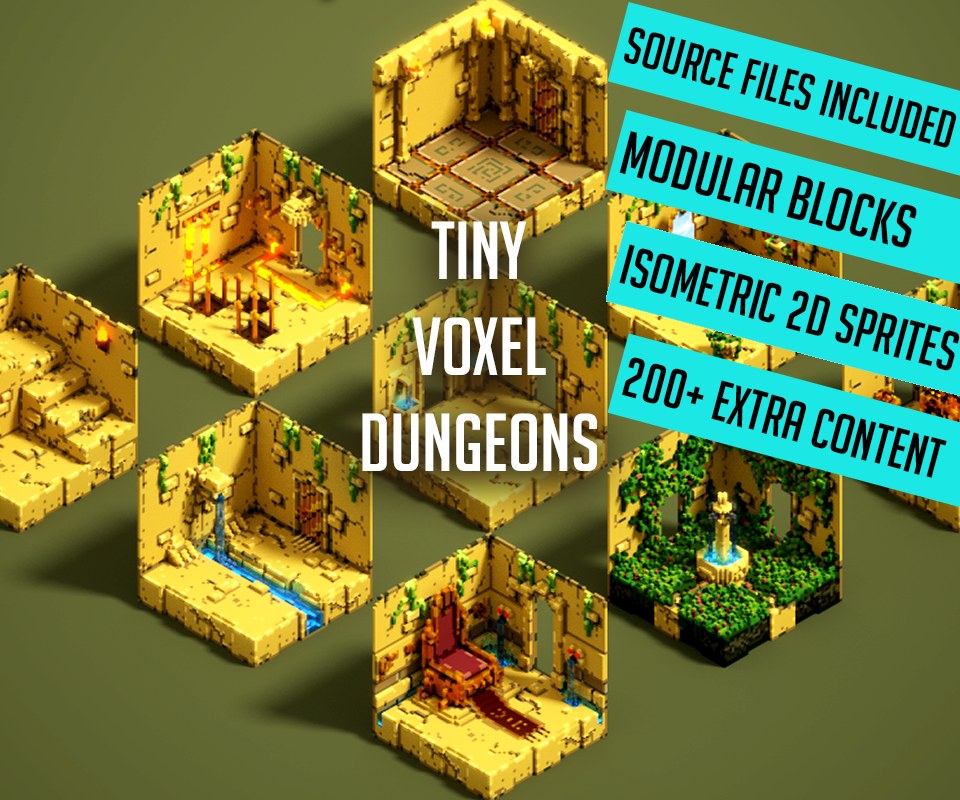 SOURCE FILES INCLUDED
MODULAR BLOCKS
ISOMETRIC 2D SPRITES
200+ EXTRA CONTENT
TINY
VOXEL
DUNGEONS